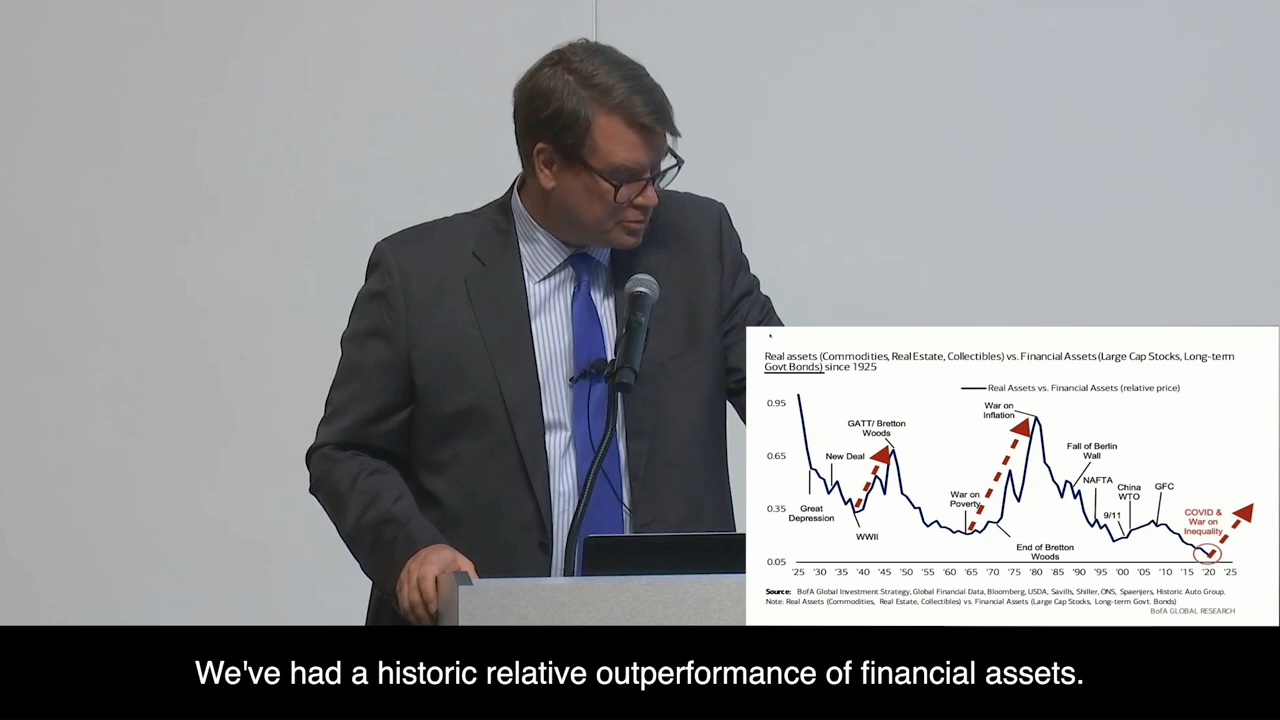 Real assets (Commodities, Real Estate, Collectibles) vs. Financial Assets (Large Cap Stocks, Long-term
Govt Bonds) since 1925
Real Assets vs. Financial Assets (relative price)
0.95
0.65
0.35
0.05
Great
Depression
New Deal
WWII
GATT/ Bretton
Woods
War on
Poverty
War on
Inflation
End of Bretton
Woods
Fall of Berlin
Wall
NAFTA
9/11
China
WTO
GFC
COVID &
War on
Inequality
'25 '30 '35 '40 '45 '50 '55 '60 '65 '70 '75 '80 '85 '90 '95 '00 '05 '10 '15 '20 '25
Source: BofA Global Investment Strategy, Global Financial Data, Bloomberg, USDA, Savills, Shiller, ONS, Spaenjers, Historic Auto Group.
Note: Real Assets (Commodities, Real Estate, Collectibles) vs. Financial Assets (Large Cap Stocks, Long-term Govt. Bonds)
BofA GLOBAL RESEARCH
We've had a historic relative outperformance of financial assets.